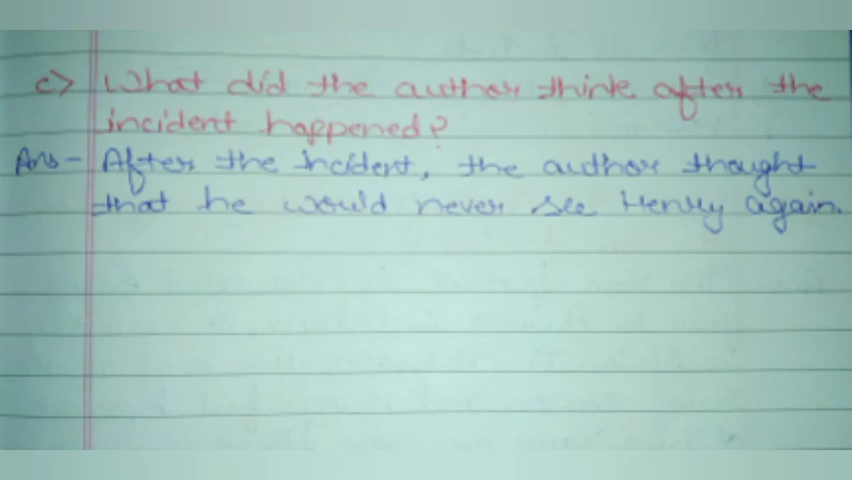 c> What did the author think after the
incident happened?
Ans- After the incident, the author thought
that he would never see Henry again.